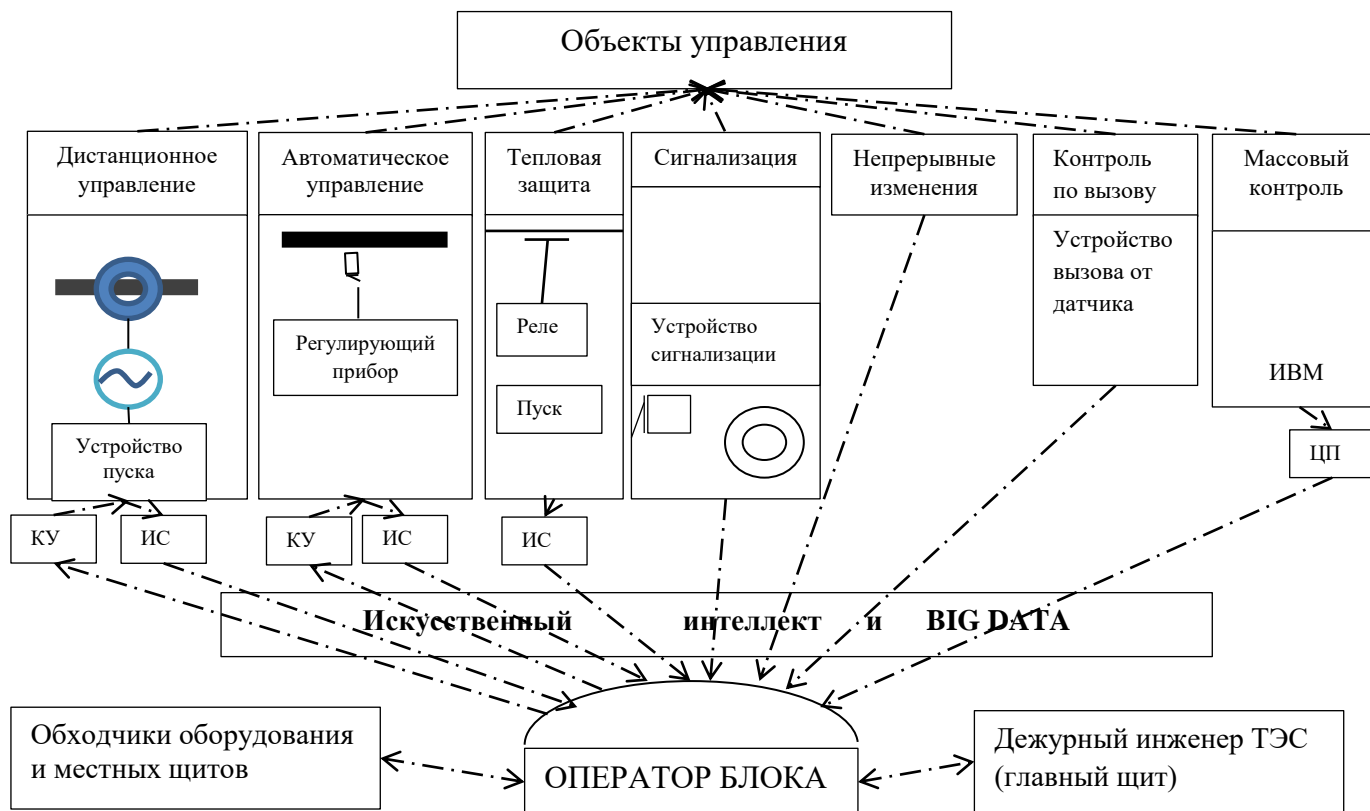 Объекты управления
Дистанционное
управление
Автоматическое
управление
Тепловая
защита
Сигнализация
Непрерывные
изменения
Контроль
по вызову
Массовый
контроль
Устройство
пуска
Регулирующий
прибор
Реле
Пуск
Устройство
сигнализации
Устройство
вызова от
датчика
ИВМ
ЦП
КУ
ИС
КУ
ИС
ИС
Искусственный интеллект и BIG DATA
Обходчики оборудования
и местных щитов
ОПЕРАТОР БЛОКА
Дежурный инженер ТЭС
(главный щит)